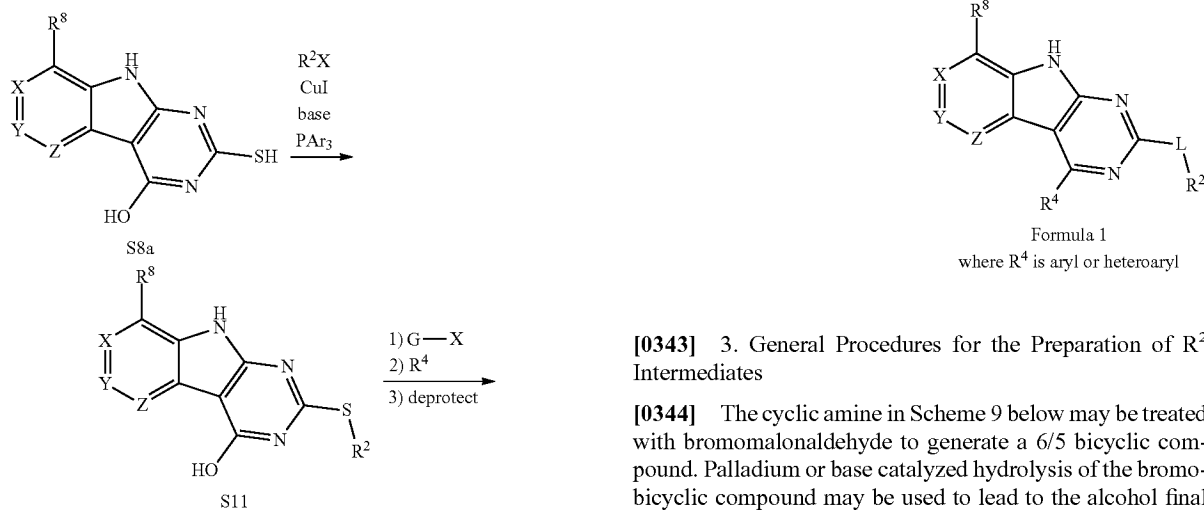 R⁸
H
N
X
Y
Z
N
N
SH
HO
S8a
R²X
CuI
base
PAr₃
R⁸
H
N
X
Y
Z
N
N
S
R²
HO
S11
1) G—X
2) R⁴
3) deprotect
R⁸
H
N
X
Y
Z
N
N
L
R²
R⁴
Formula 1
where R⁴ is aryl or heteroaryl
[0343] 3. General Procedures for the Preparation of R²
Intermediates
[0344] The cyclic amine in Scheme 9 below may be treated
with bromomalonaldehyde to generate a 6/5 bicyclic com-
pound. Palladium or base catalyzed hydrolysis of the bromo-
bicyclic compound may be used to lead to the alcohol final